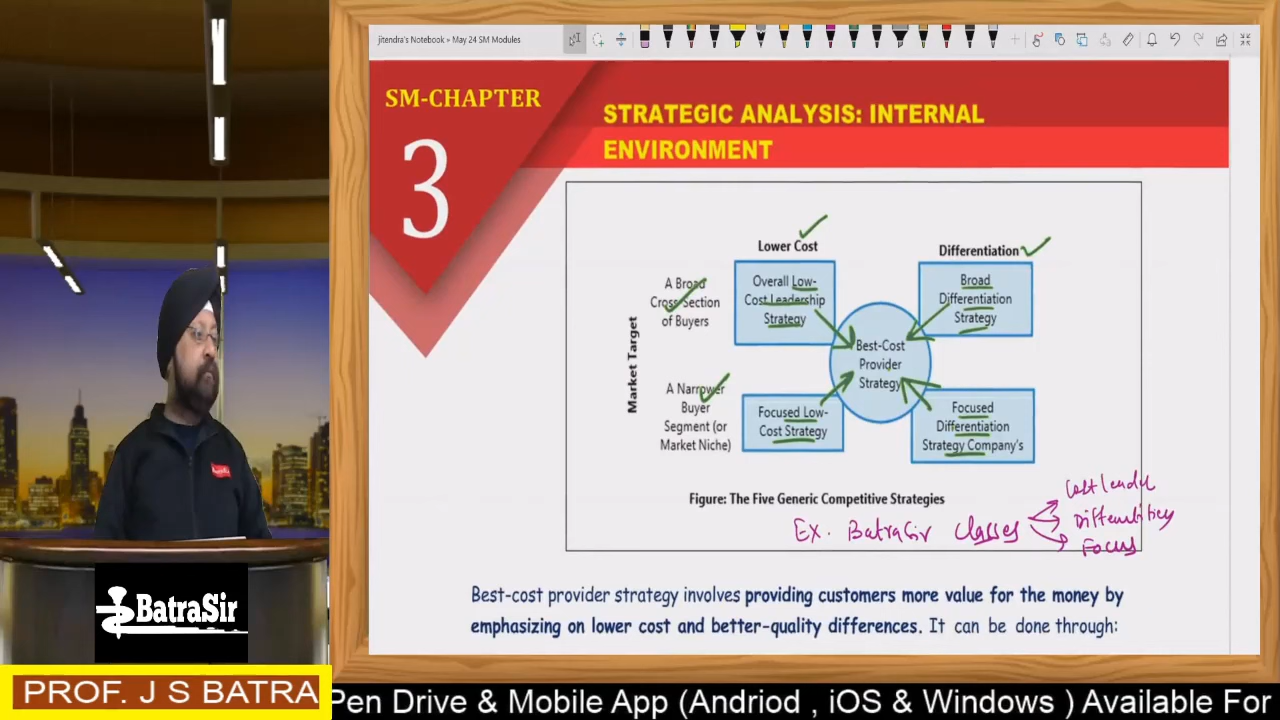 jitendra's Notebook » May 24 SM Modules
SM-CHAPTER
3
STRATEGIC ANALYSIS: INTERNAL
ENVIRONMENT
Lower Cost
Differentiation
Market Target
A Broad
Cross Section
of Buyers
Overall Low-
Cost Leadership
Strategy
Broad
Differentiation
Strategy
Best-Cost
Provider
Strategy
A Narrower
Buyer
Segment (or
Market Niche)
Focused Low-
Cost Strategy
Focused
Differentiation
Strategy Company's
Figure: The Five Generic Competitive Strategies
Ex. BatraSir Classes
Cost leader
Focus
Best-cost provider strategy involves providing customers more value for the money by
emphasizing on lower cost and better-quality differences. It can be done through:
BatraSir
PROF. J S BATRA
Pen Drive & Mobile App (Andriod , iOS & Windows ) Available For